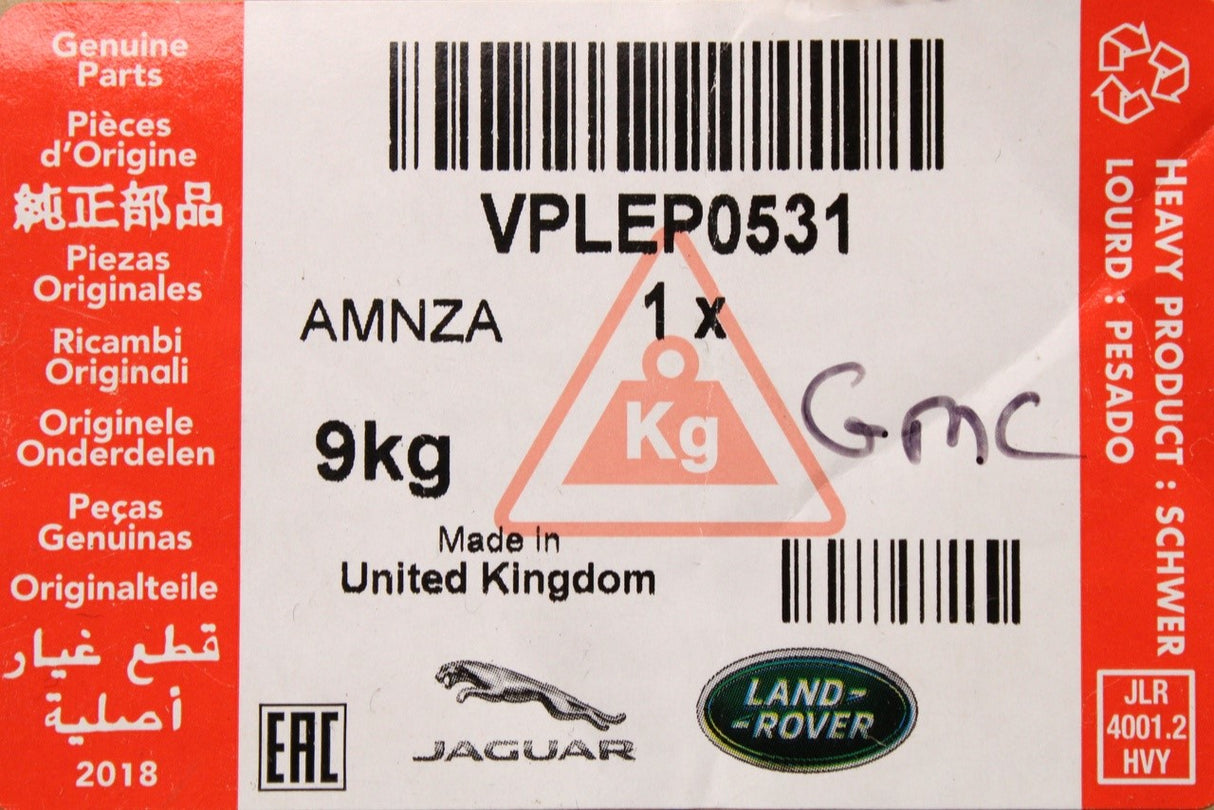 Genuine
Parts
Pièces
d'Origine
純正部品
Piezas
Originales
Ricambi
Originali
Originele
Onderdelen
Peças
Genuinas
Originalteile
قطع غيار
أصلية
2018
VPLEP0531
AMNZA 1 x
9kg
Kg
GMC
Made in
United Kingdom
EAC
JAGUAR
LAND-
-ROVER
HEAVY PRODUCT : SCHWER
LOURD : PESADO
JLR
4001.2
HVY